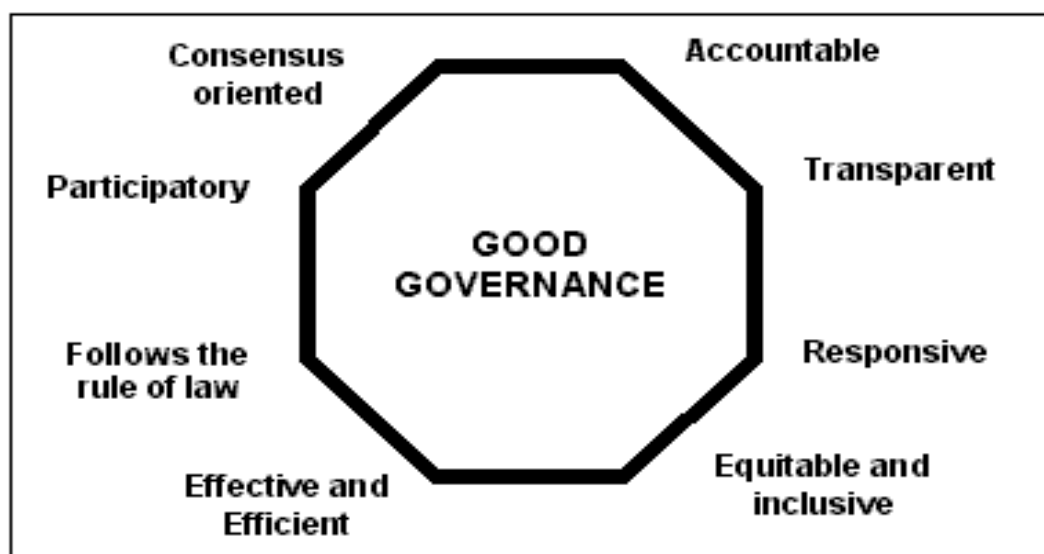 Consensus
oriented
Accountable
Participatory
Transparent
GOOD
GOVERNANCE
Follows the
rule of law
Responsive
Effective and
Efficient
Equitable and
inclusive